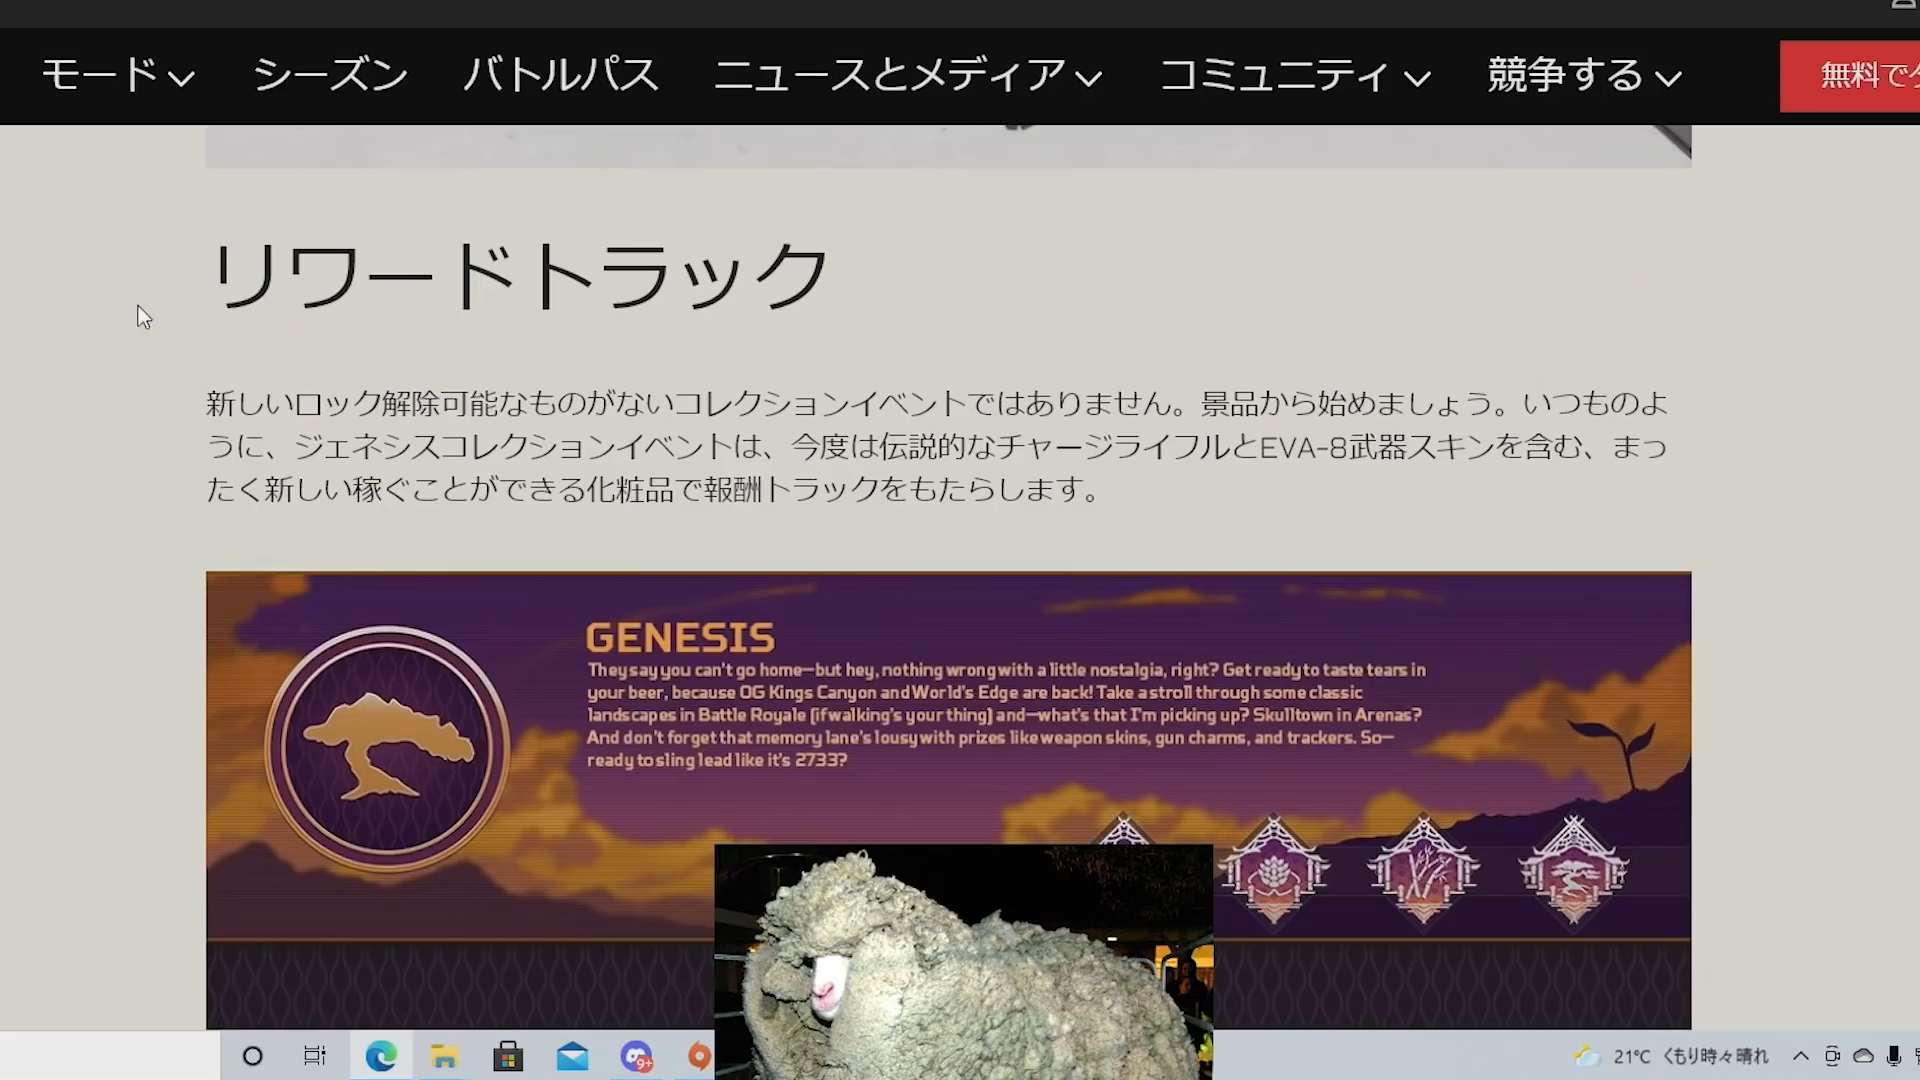 モード シーズン バトルパス ニュースとメディア コミュニティ 競争する 無料で
リワードトラック
新しいロック解除可能なものがないコレクションイベントではありません。景品から始めましょう。いつものよ
うに、ジェネシスコレクションイベントは、今度は伝説的なチャージライフルとEVA-8武器スキンを含む、まっ
たく新しい稼ぐことができる化粧品で報酬トラックをもたらします。
GENESIS
They say you can't go home—but hey, nothing wrong with a little nostalgia, right? Get ready to taste tears in
your beer, because OG Kings Canyon and World's Edge are back! Take a stroll through some classic
landscapes in Battle Royale (if walking's your thing) and—what's that I'm picking up? Skulltown in Arenas?
And don't forget that memory lane's lousy with prizes like weapon skins, gun charms, and trackers. So—
ready to sling lead like it's 2733?
9+
21°C くもり時々晴れ